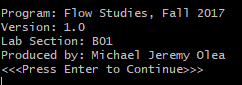 Program: Flow Studies, Fall 2017
Version: 1.0
Lab Section: B01
Produced by: Michael Jeremy Olea
<<<Press Enter to Continue>>>